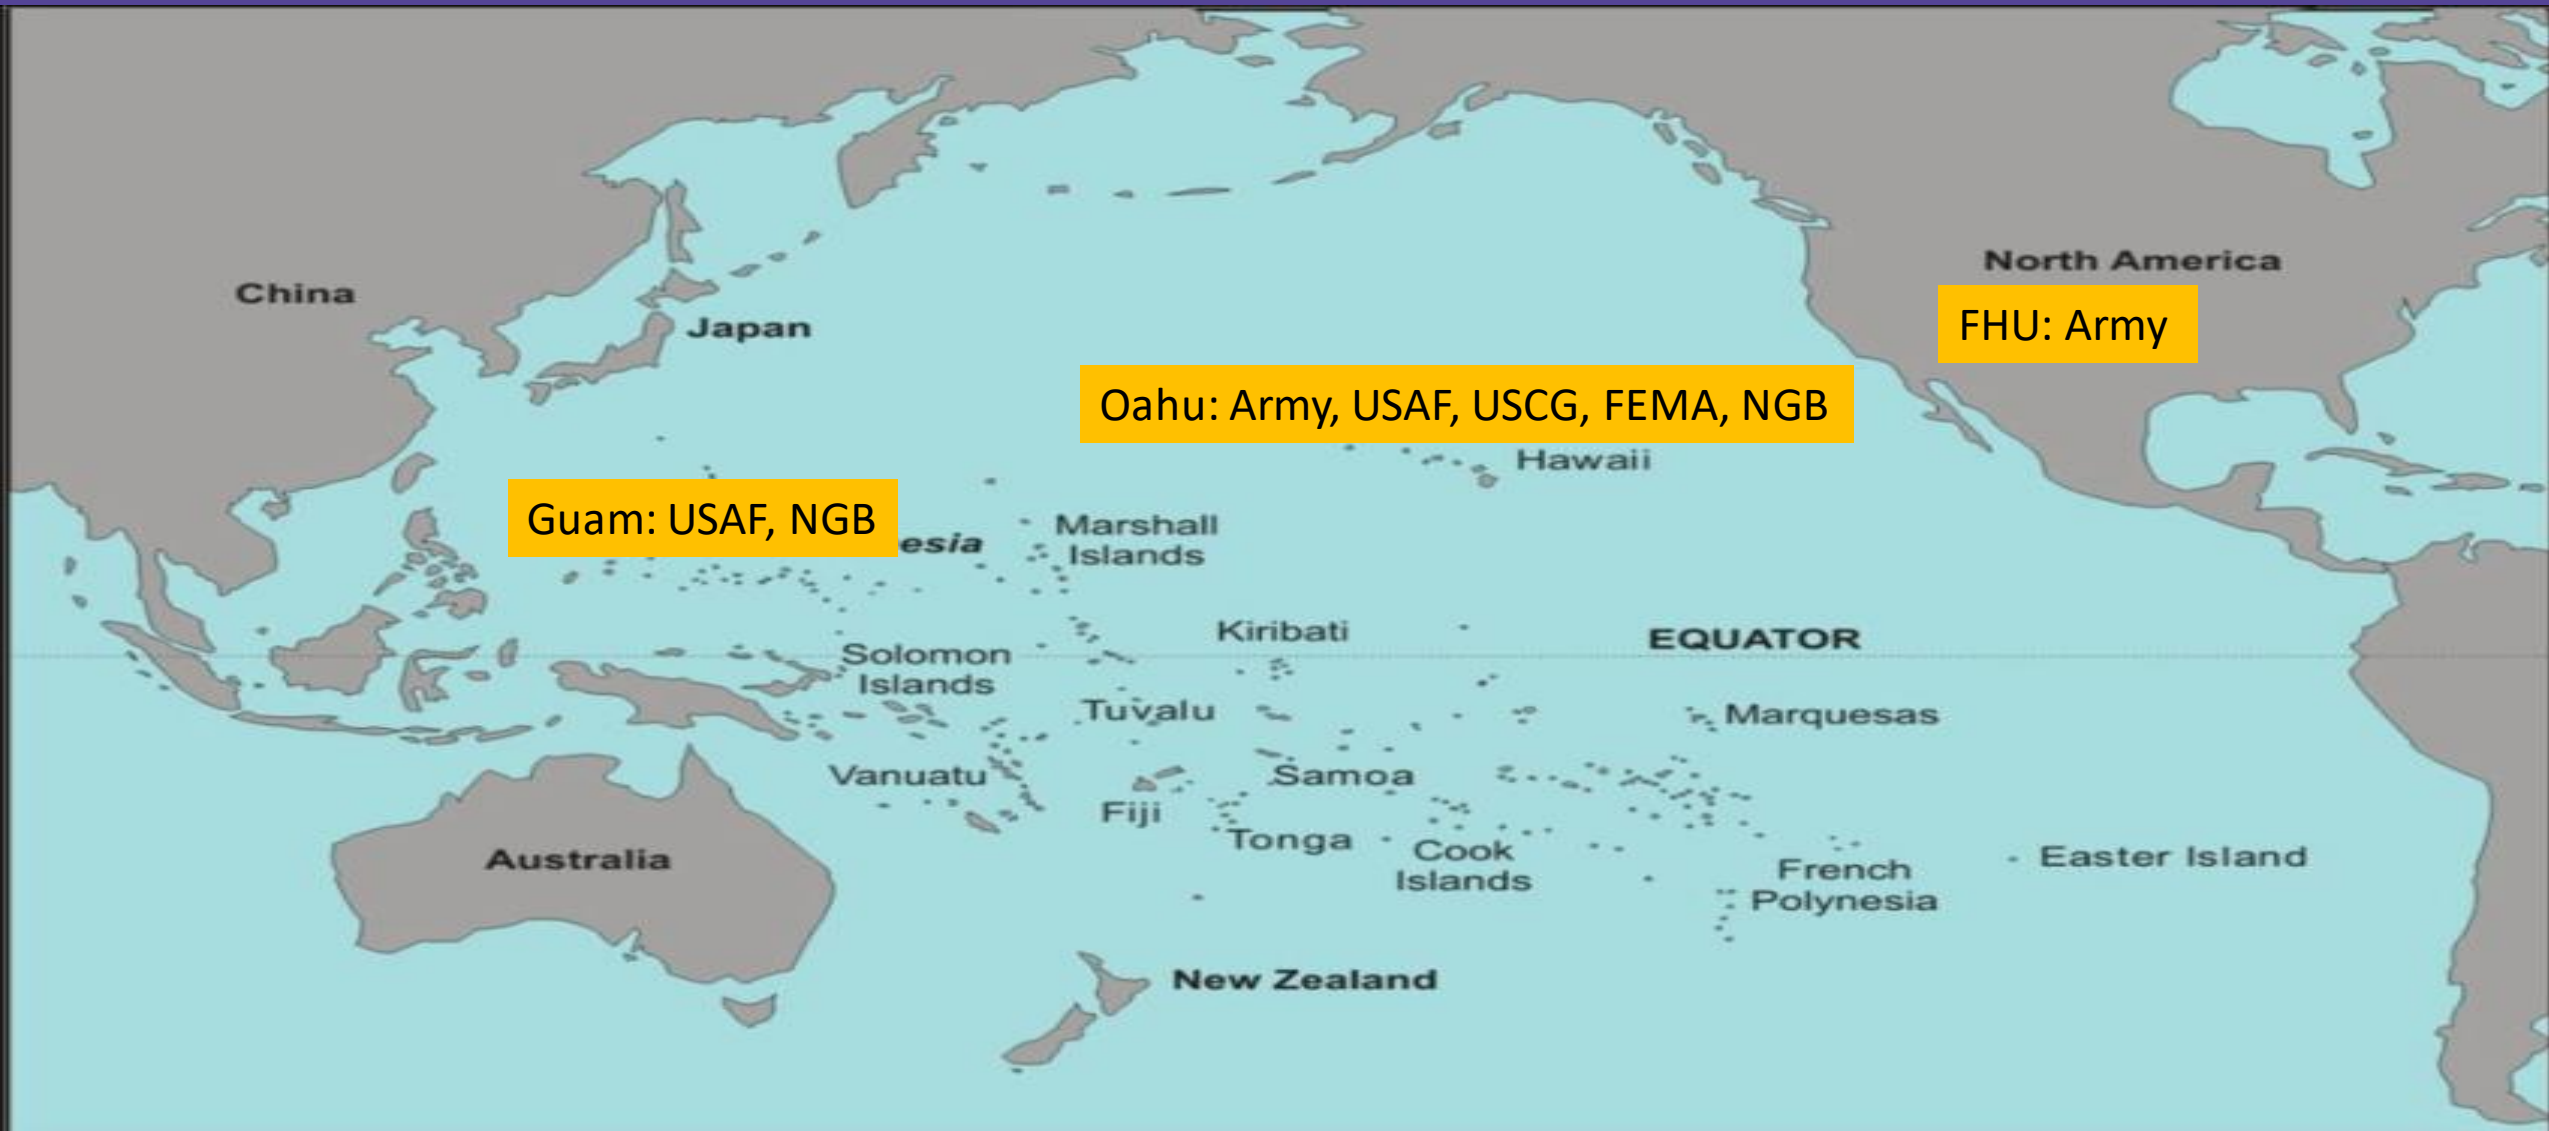 North America
China
FHU: Army
Japan
Oahu: Army, USAF, USCG, FEMA, NGB
Hawaii
Guam: USAF, NGB
esia
Marshall
Islands
Kiribati
EQUATOR
Solomon
Islands
Tuvalu
Marquesas
Vanuatu
Samoa
Fiji
Tonga
Cook
Islands
Australia
French
Polynesia
Easter Island
New Zealand